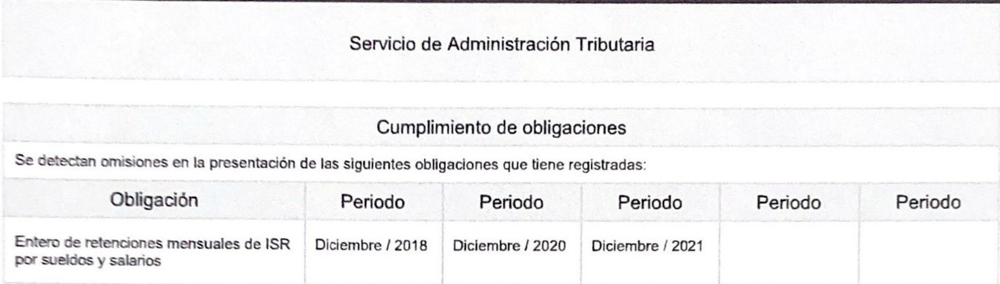 Servicio de Administración Tributaria
Cumplimiento de obligaciones
Se detectan omisiones en la presentación de las siguientes obligaciones que tiene registradas:
Obligación Periodo Periodo Periodo Periodo Periodo
Entero de retenciones mensuales de ISR por sueldos y salarios Diciembre / 2018 Diciembre / 2020 Diciembre / 2021